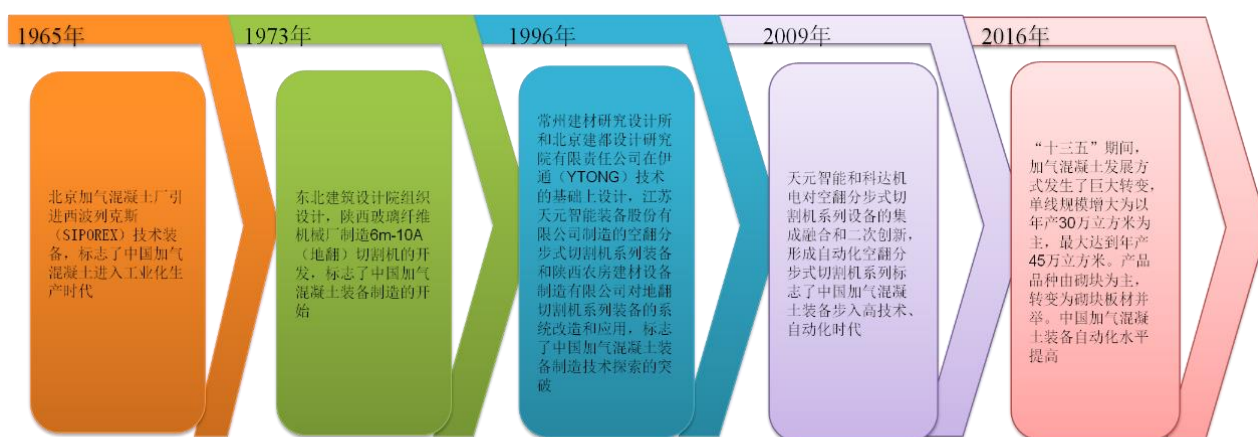 1965年
北京加气混凝土厂引
进西波列克斯
（SIPOREX）技术装
备，标志了中国加气
混凝土进入工业化生
产时代
1973年
东北建筑设计院组织
设计，陕西玻璃纤维
机械厂制造6m-10A
（地翻）切割机的开
发，标志了中国加气
混凝土装备制造的开
始
1996年
常州建材研究设计所
和北京建都设计研究
院有限责任公司在伊
通（YTONG）技术
的基础上设计，江苏
天元智能装备股份有
限公司制造的空翻分
步式切割机系列装备
和陕西农房建材设备
制造有限公司对地翻
切割机系列装备的系
统改造和应用，标志
了中国加气混凝土装
备制造技术探索的突
破
2009年
天元智能和科达机
电对空翻分步式切
割机系列设备的集
成融合和二次创新，
形成自动化空翻分
步式切割机系列标
志了中国加气混凝
土装备步入高技术、
自动化时代
2016年
“十三五”期间，
加气混凝土发展方
式发生了巨大转变，
单线规模增大为以
年产30万立方米为
主，最大达到年产
45万立方米。产品
品种由砌块为主，
转变为砌块板材并
举。中国加气混凝
土装备自动化水平
提高